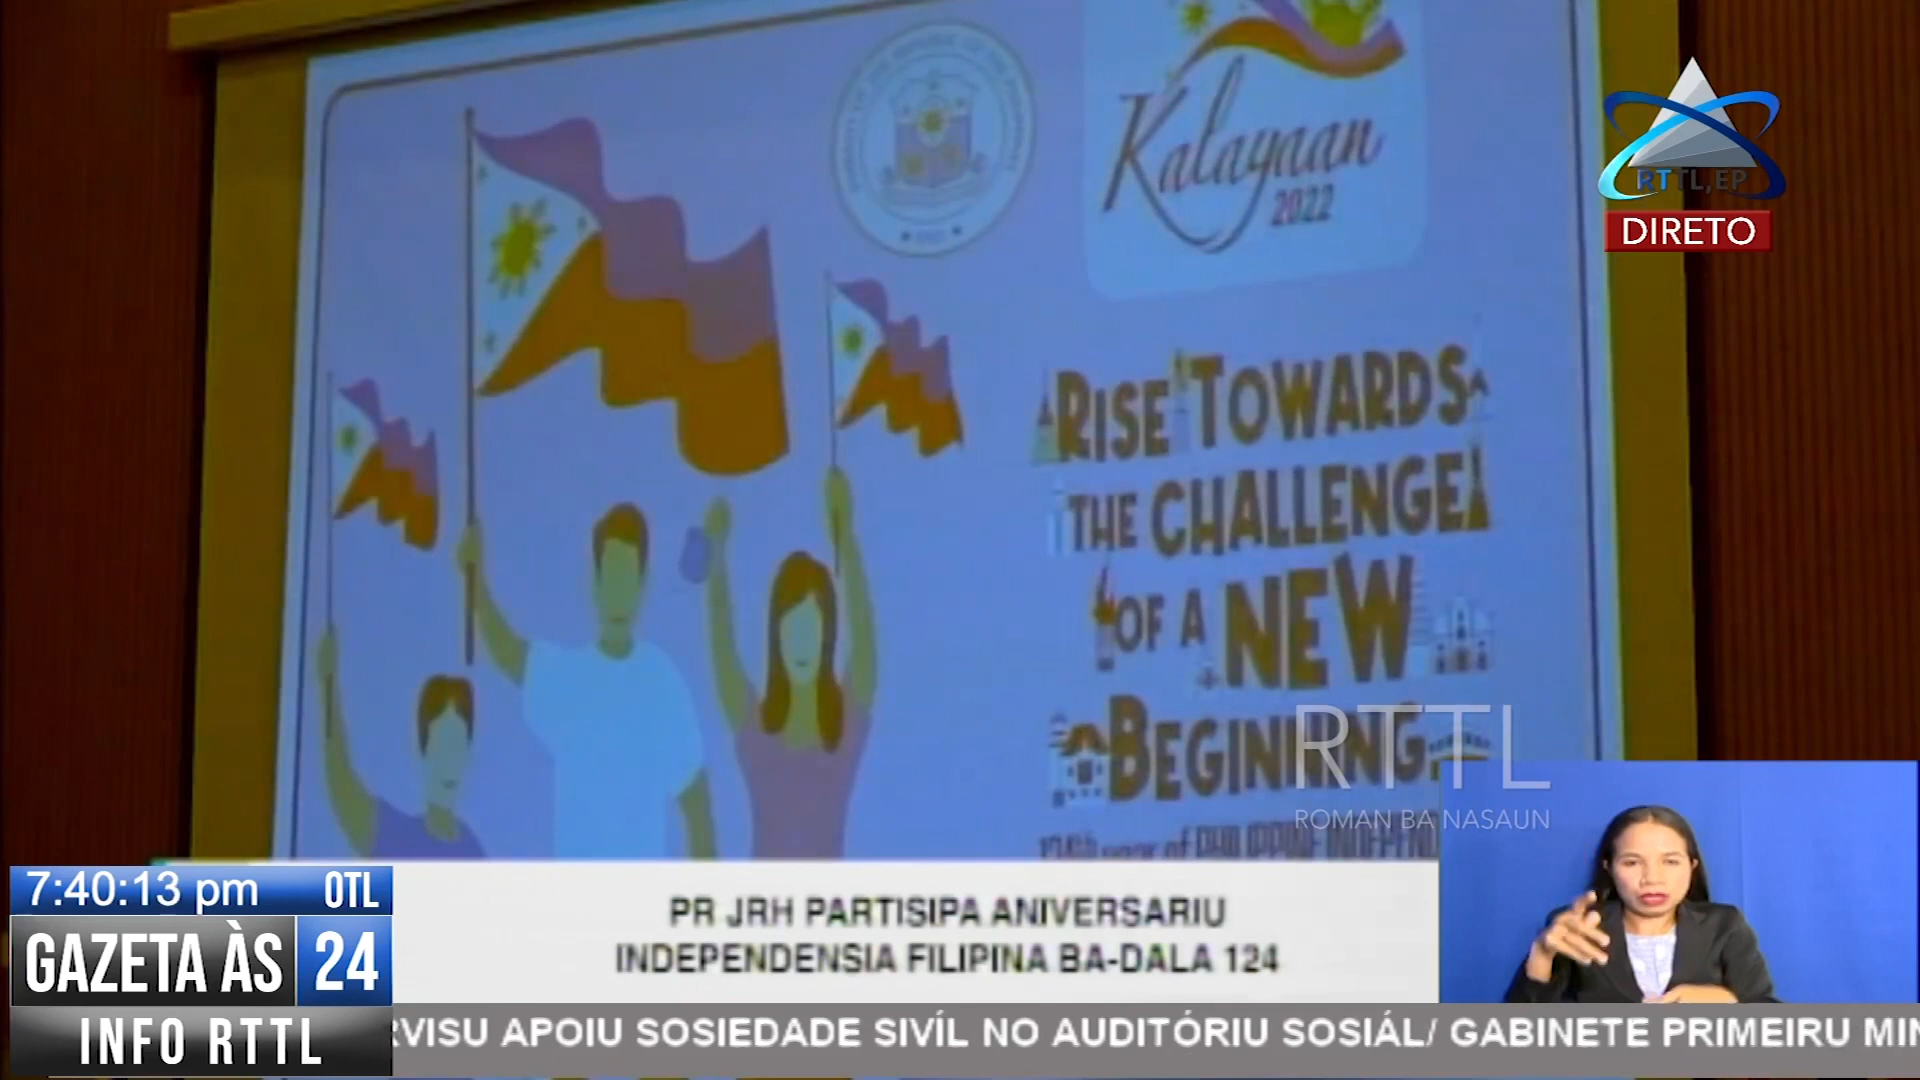 Kalayaan
2022
RTTL,EP
DIRETO
RISE TOWARDS
THE CHALLENGE
OF A NEW
BEGINNING
RTTL
ROMAN BA NASAUN
7:40:13 pm OTL
GAZETA ÀS 24
PR JRH PARTISIPA ANIVERSARIU
INDEPENDENSIA FILIPINA BA-DALA 124
INFO RTTL
RVISU APOIU SOSIEDADE SIVÍL NO AUDITÓRIU SOSIÁL/ GABINETE PRIMEIRU MIN